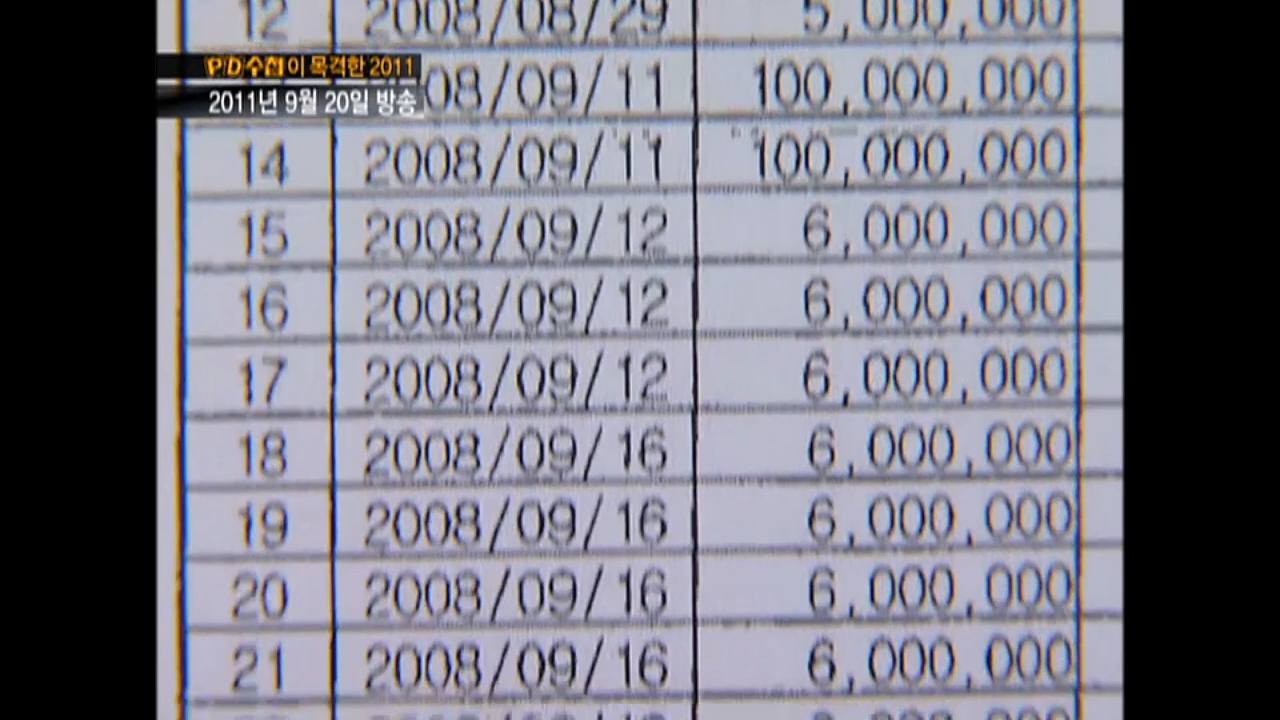 12 2008/08/29 5,000,000
PD수첩이 목격한 2011
08/09/11 100,000,000
2011년 9월 20일 방송
14 2008/09/11 100,000,000
15 2008/09/12 6,000,000
16 2008/09/12 6,000,000
17 2008/09/12 6,000,000
18 2008/09/16 6,000,000
19 2008/09/16 6,000,000
20 2008/09/16 6,000,000
21 2008/09/16 6,000,000